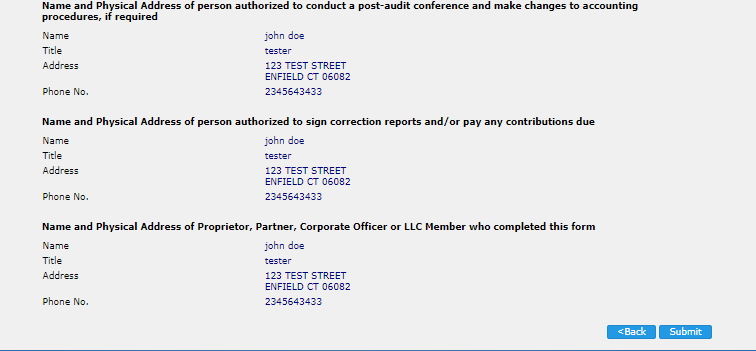 Name and Physical Address of person authorized to conduct a post-audit conference and make changes to accounting
procedures, if required
Name john doe
Title tester
Address 123 TEST STREET
ENFIELD CT 06082
Phone No. 2345643433
Name and Physical Address of person authorized to sign correction reports and/or pay any contributions due
Name john doe
Title tester
Address 123 TEST STREET
ENFIELD CT 06082
Phone No. 2345643433
Name and Physical Address of Proprietor, Partner, Corporate Officer or LLC Member who completed this form
Name john doe
Title tester
Address 123 TEST STREET
ENFIELD CT 06082
Phone No. 2345643433
<Back Submit